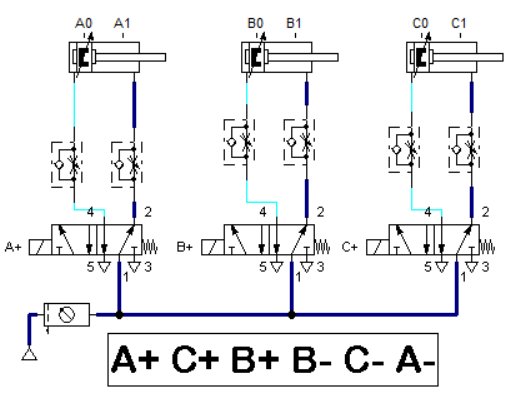 A0 A1 B0 B1 C0 C1
4 2 4 2 4 2
A+ B+ C+
5 3 5 3 5 3
1 1 1
A+ C+ B+ B- C- A-